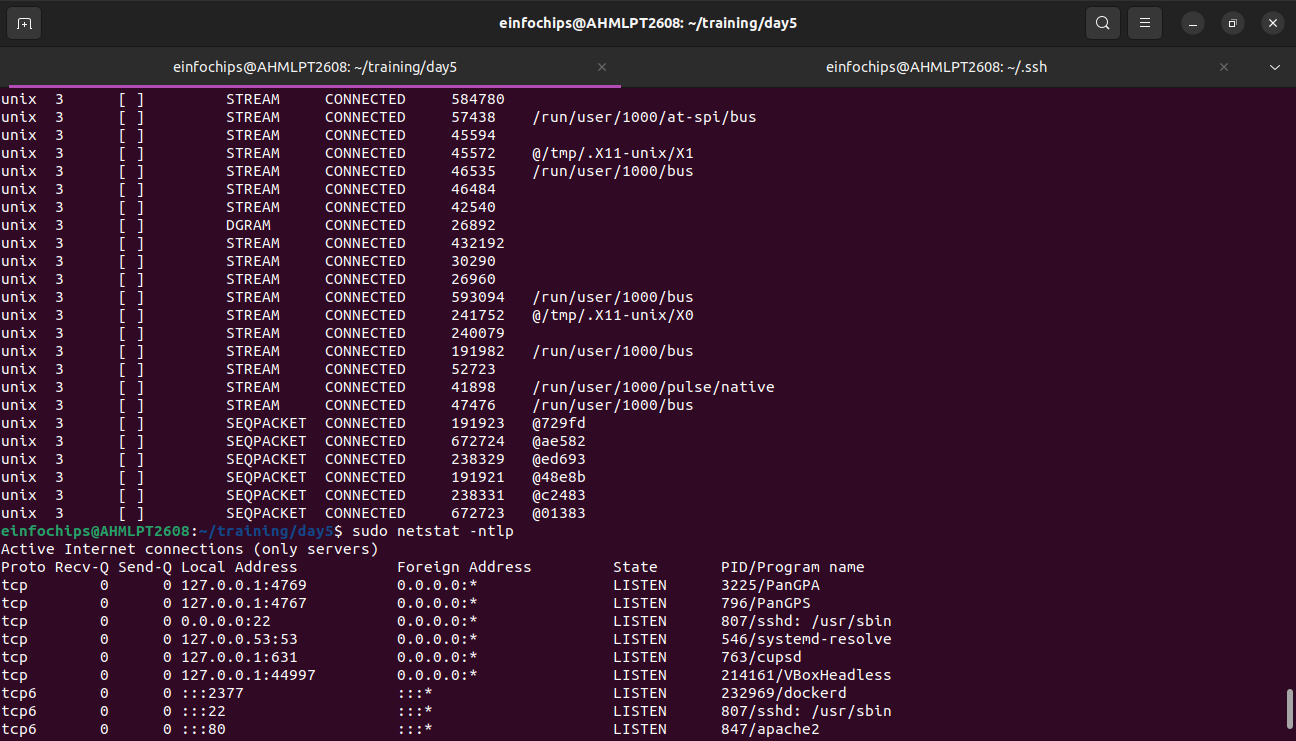 einfochips@AHMLPT2608: ~/training/day5
einfochips@AHMLPT2608: ~/training/day5 einfochips@AHMLPT2608: ~/.ssh
unix 3 [ ] STREAM CONNECTED 584780
unix 3 [ ] STREAM CONNECTED 57438 /run/user/1000/at-spi/bus
unix 3 [ ] STREAM CONNECTED 45594
unix 3 [ ] STREAM CONNECTED 45572 @/tmp/.X11-unix/X1
unix 3 [ ] STREAM CONNECTED 46535 /run/user/1000/bus
unix 3 [ ] STREAM CONNECTED 46484
unix 3 [ ] STREAM CONNECTED 42540
unix 3 [ ] DGRAM CONNECTED 26892
unix 3 [ ] STREAM CONNECTED 432192
unix 3 [ ] STREAM CONNECTED 30290
unix 3 [ ] STREAM CONNECTED 26960
unix 3 [ ] STREAM CONNECTED 593094 /run/user/1000/bus
unix 3 [ ] STREAM CONNECTED 241752 @/tmp/.X11-unix/X0
unix 3 [ ] STREAM CONNECTED 240079
unix 3 [ ] STREAM CONNECTED 191982 /run/user/1000/bus
unix 3 [ ] STREAM CONNECTED 52723
unix 3 [ ] STREAM CONNECTED 41898 /run/user/1000/pulse/native
unix 3 [ ] STREAM CONNECTED 47476 /run/user/1000/bus
unix 3 [ ] SEQPACKET CONNECTED 191923 @729fd
unix 3 [ ] SEQPACKET CONNECTED 672724 @ae582
unix 3 [ ] SEQPACKET CONNECTED 238329 @ed693
unix 3 [ ] SEQPACKET CONNECTED 191921 @48e8b
unix 3 [ ] SEQPACKET CONNECTED 238331 @c2483
unix 3 [ ] SEQPACKET CONNECTED 672723 @01383
einfochips@AHMLPT2608:~/training/day5$ sudo netstat -ntlp
Active Internet connections (only servers)
Proto Recv-Q Send-Q Local Address Foreign Address State PID/Program name
tcp 0 0 127.0.0.1:4769 0.0.0.0:* LISTEN 3225/PanGPA
tcp 0 0 127.0.0.1:4767 0.0.0.0:* LISTEN 796/PanGPS
tcp 0 0 0.0.0.0:22 0.0.0.0:* LISTEN 807/sshd: /usr/sbin
tcp 0 0 127.0.0.53:53 0.0.0.0:* LISTEN 546/systemd-resolve
tcp 0 0 127.0.0.1:631 0.0.0.0:* LISTEN 763/cupsd
tcp 0 0 127.0.0.1:44997 0.0.0.0:* LISTEN 214161/VBoxHeadless
tcp6 0 0 :::2377 :::* LISTEN 232969/dockerd
tcp6 0 0 :::22 :::* LISTEN 807/sshd: /usr/sbin
tcp6 0 0 :::80 :::* LISTEN 847/apache2